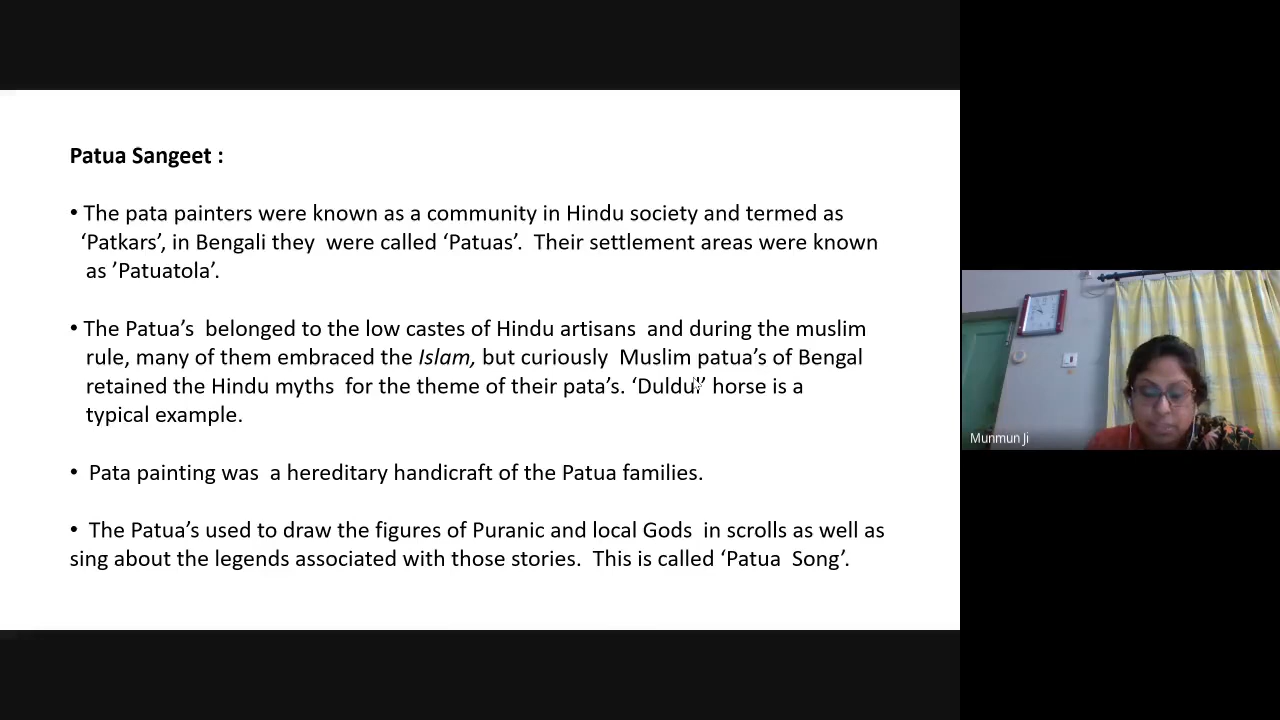 Patua Sangeet :
• The pata painters were known as a community in Hindu society and termed as
‘Patkars’, in Bengali they were called ‘Patuas’. Their settlement areas were known
as ’Patuatola’.
• The Patua’s belonged to the low castes of Hindu artisans and during the muslim
rule, many of them embraced the Islam, but curiously Muslim patua’s of Bengal
retained the Hindu myths for the theme of their pata’s. ‘Duldul’ horse is a
typical example.
• Pata painting was a hereditary handicraft of the Patua families.
• The Patua’s used to draw the figures of Puranic and local Gods in scrolls as well as
sing about the legends associated with those stories. This is called ‘Patua Song’.
Munmun Ji